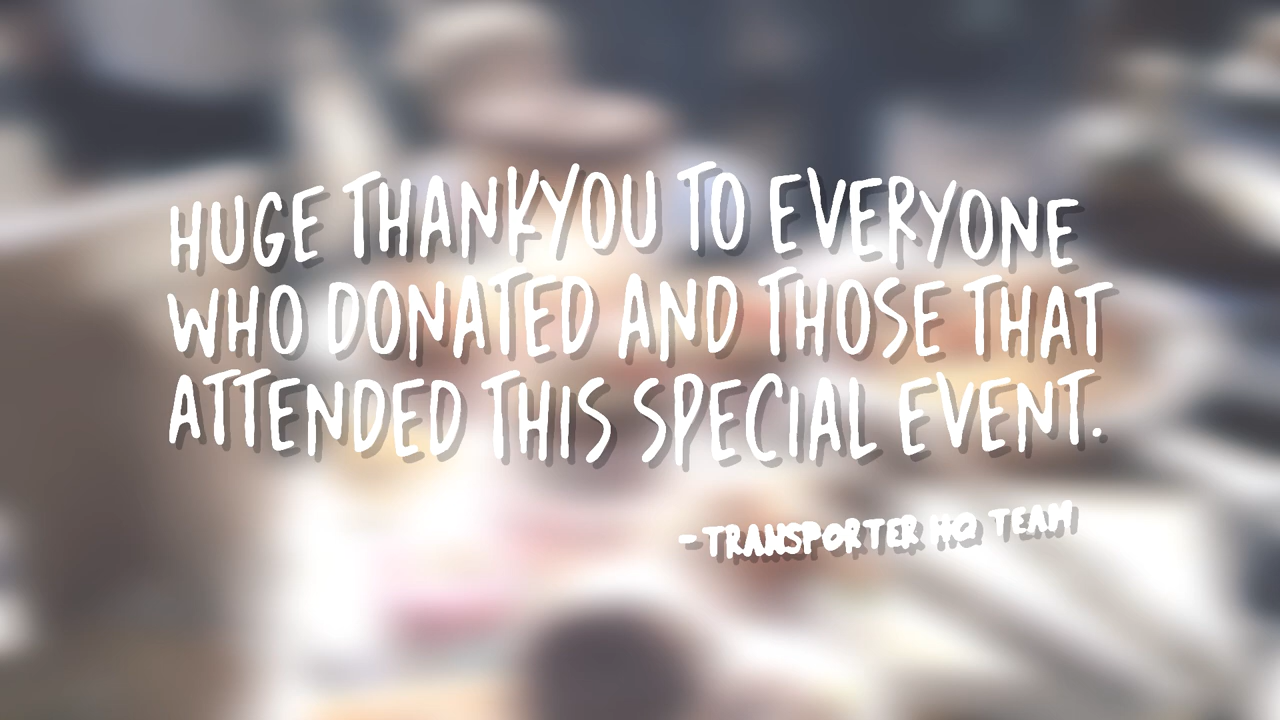 HUGE THANKYOU TO EVERYONE
WHO DONATED AND THOSE THAT
ATTENDED THIS SPECIAL EVENT.
-TRANSPORTER HQ TEAM